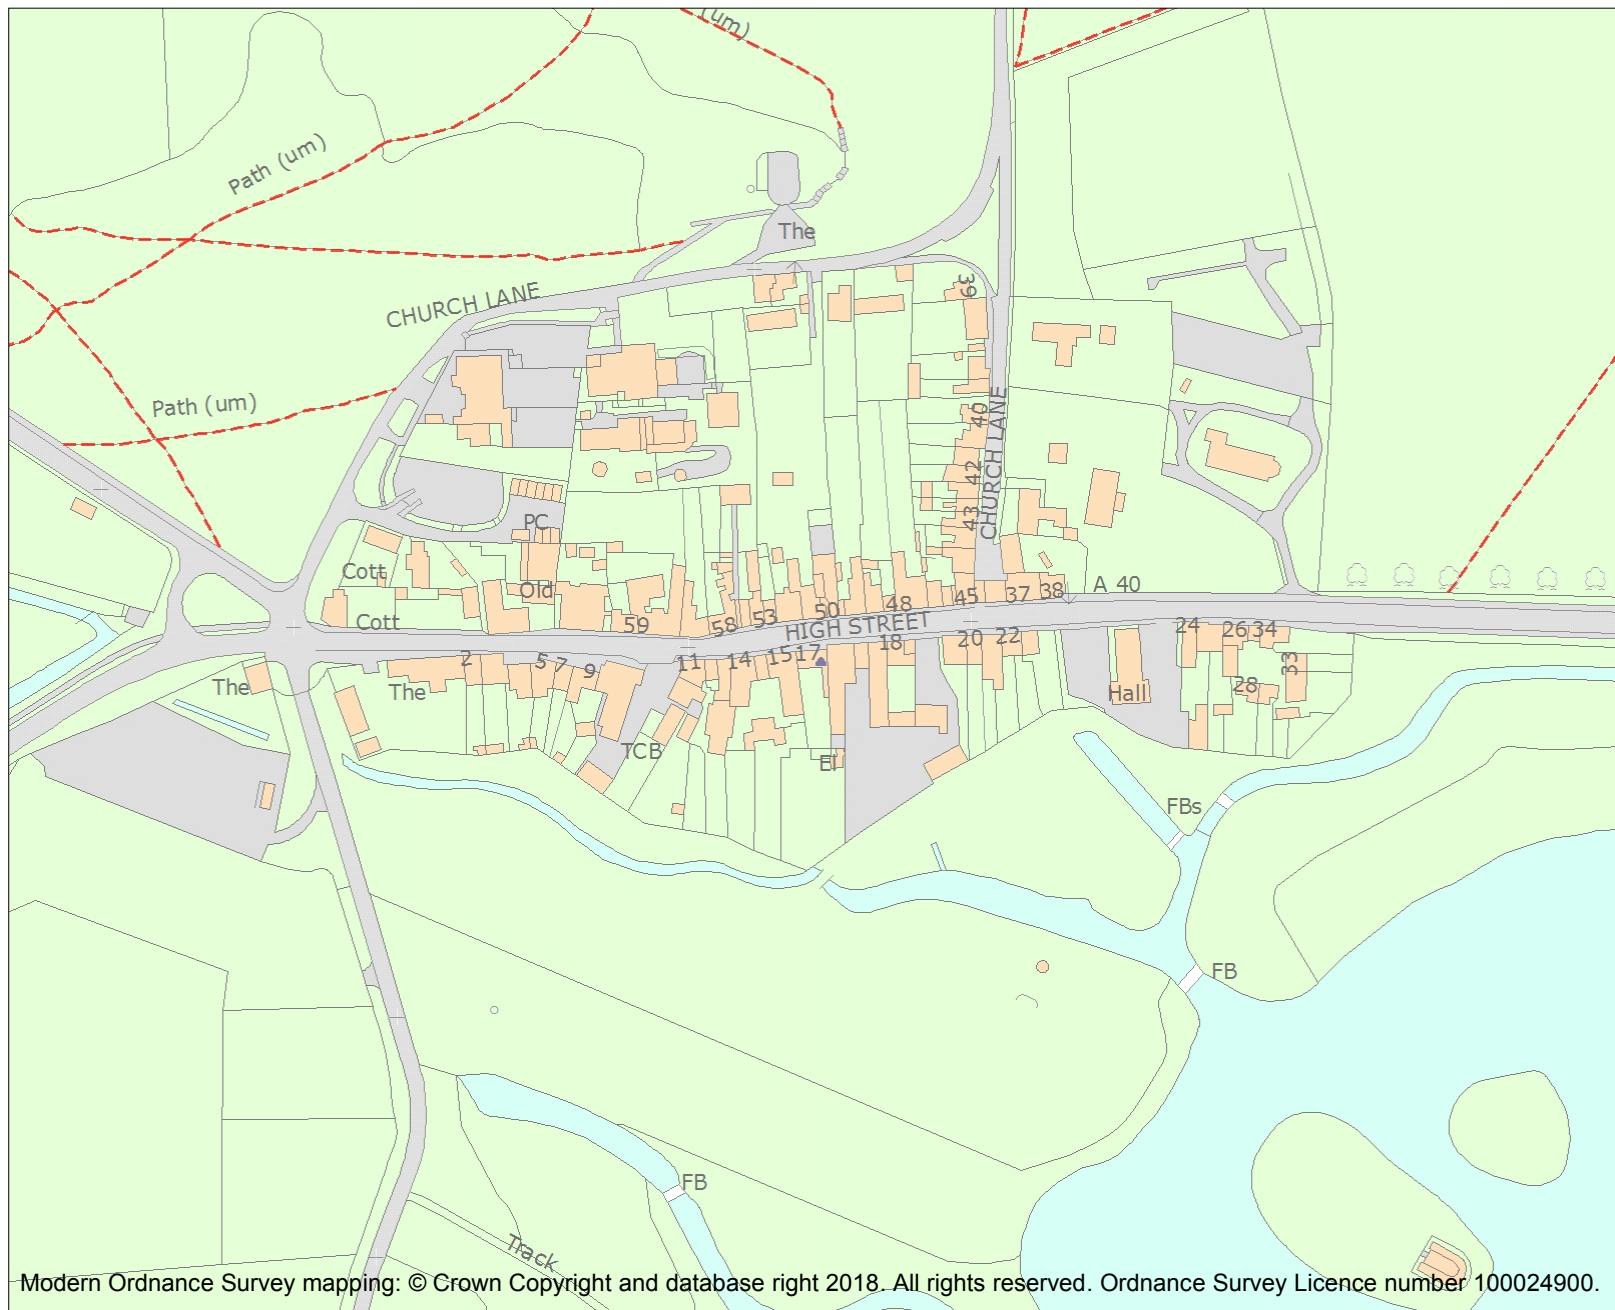 (um)
Path (um)
The
CHURCH LANE
39
Path (um)
40
CHURCH LANE
42
43
PC
Cott
Old
Cott
A 40
37
38
45
48
50
53
58
59
HIGH STREET
2
5
7
9
11
14
15
17
18
20
22
24
26
34
33
28
The
The
Hall
TCB
El
FBs
FB
FB
Track
Modern Ordnance Survey mapping: © Crown Copyright and database right 2018. All rights reserved. Ordnance Survey Licence number 100024900.